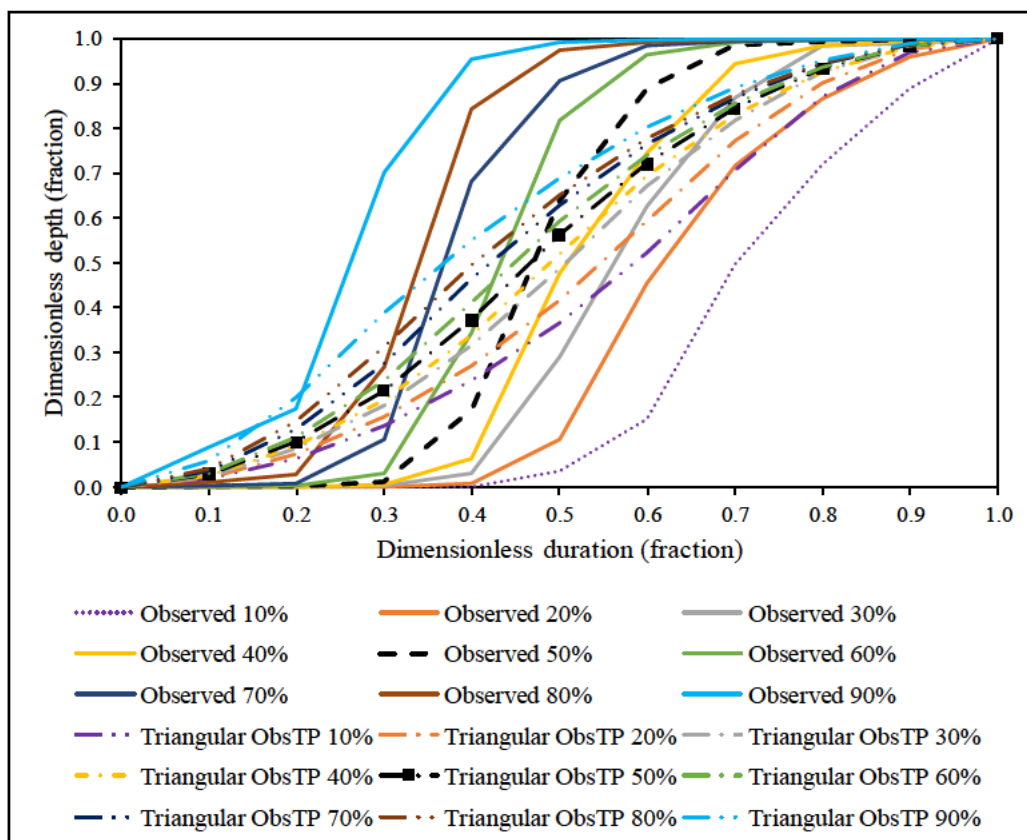 1.0
0.9
0.8
0.7
0.6
0.5
0.4
0.3
0.2
0.1
0.0
Dimensionless depth (fraction)
0.0 0.1 0.2 0.3 0.4 0.5 0.6 0.7 0.8 0.9 1.0
Dimensionless duration (fraction)
Observed 10% Observed 20% Observed 30%
Observed 40% Observed 50% Observed 60%
Observed 70% Observed 80% Observed 90%
Triangular ObsTP 10% Triangular ObsTP 20% Triangular ObsTP 30%
Triangular ObsTP 40% Triangular ObsTP 50% Triangular ObsTP 60%
Triangular ObsTP 70% Triangular ObsTP 80% Triangular ObsTP 90%